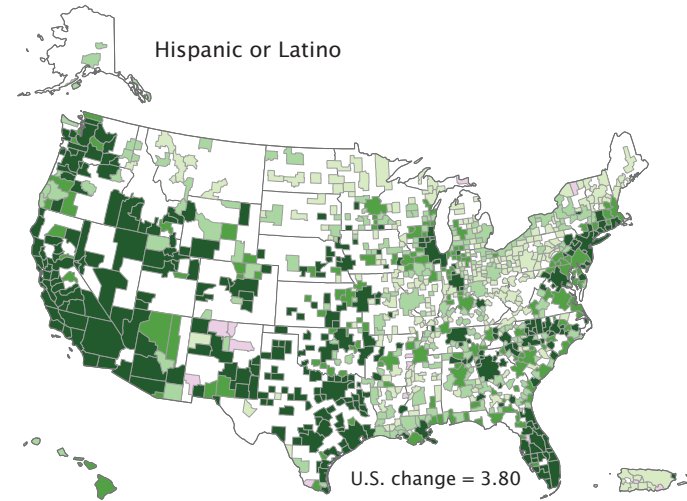 Hispanic or Latino
U.S. change = 3.80